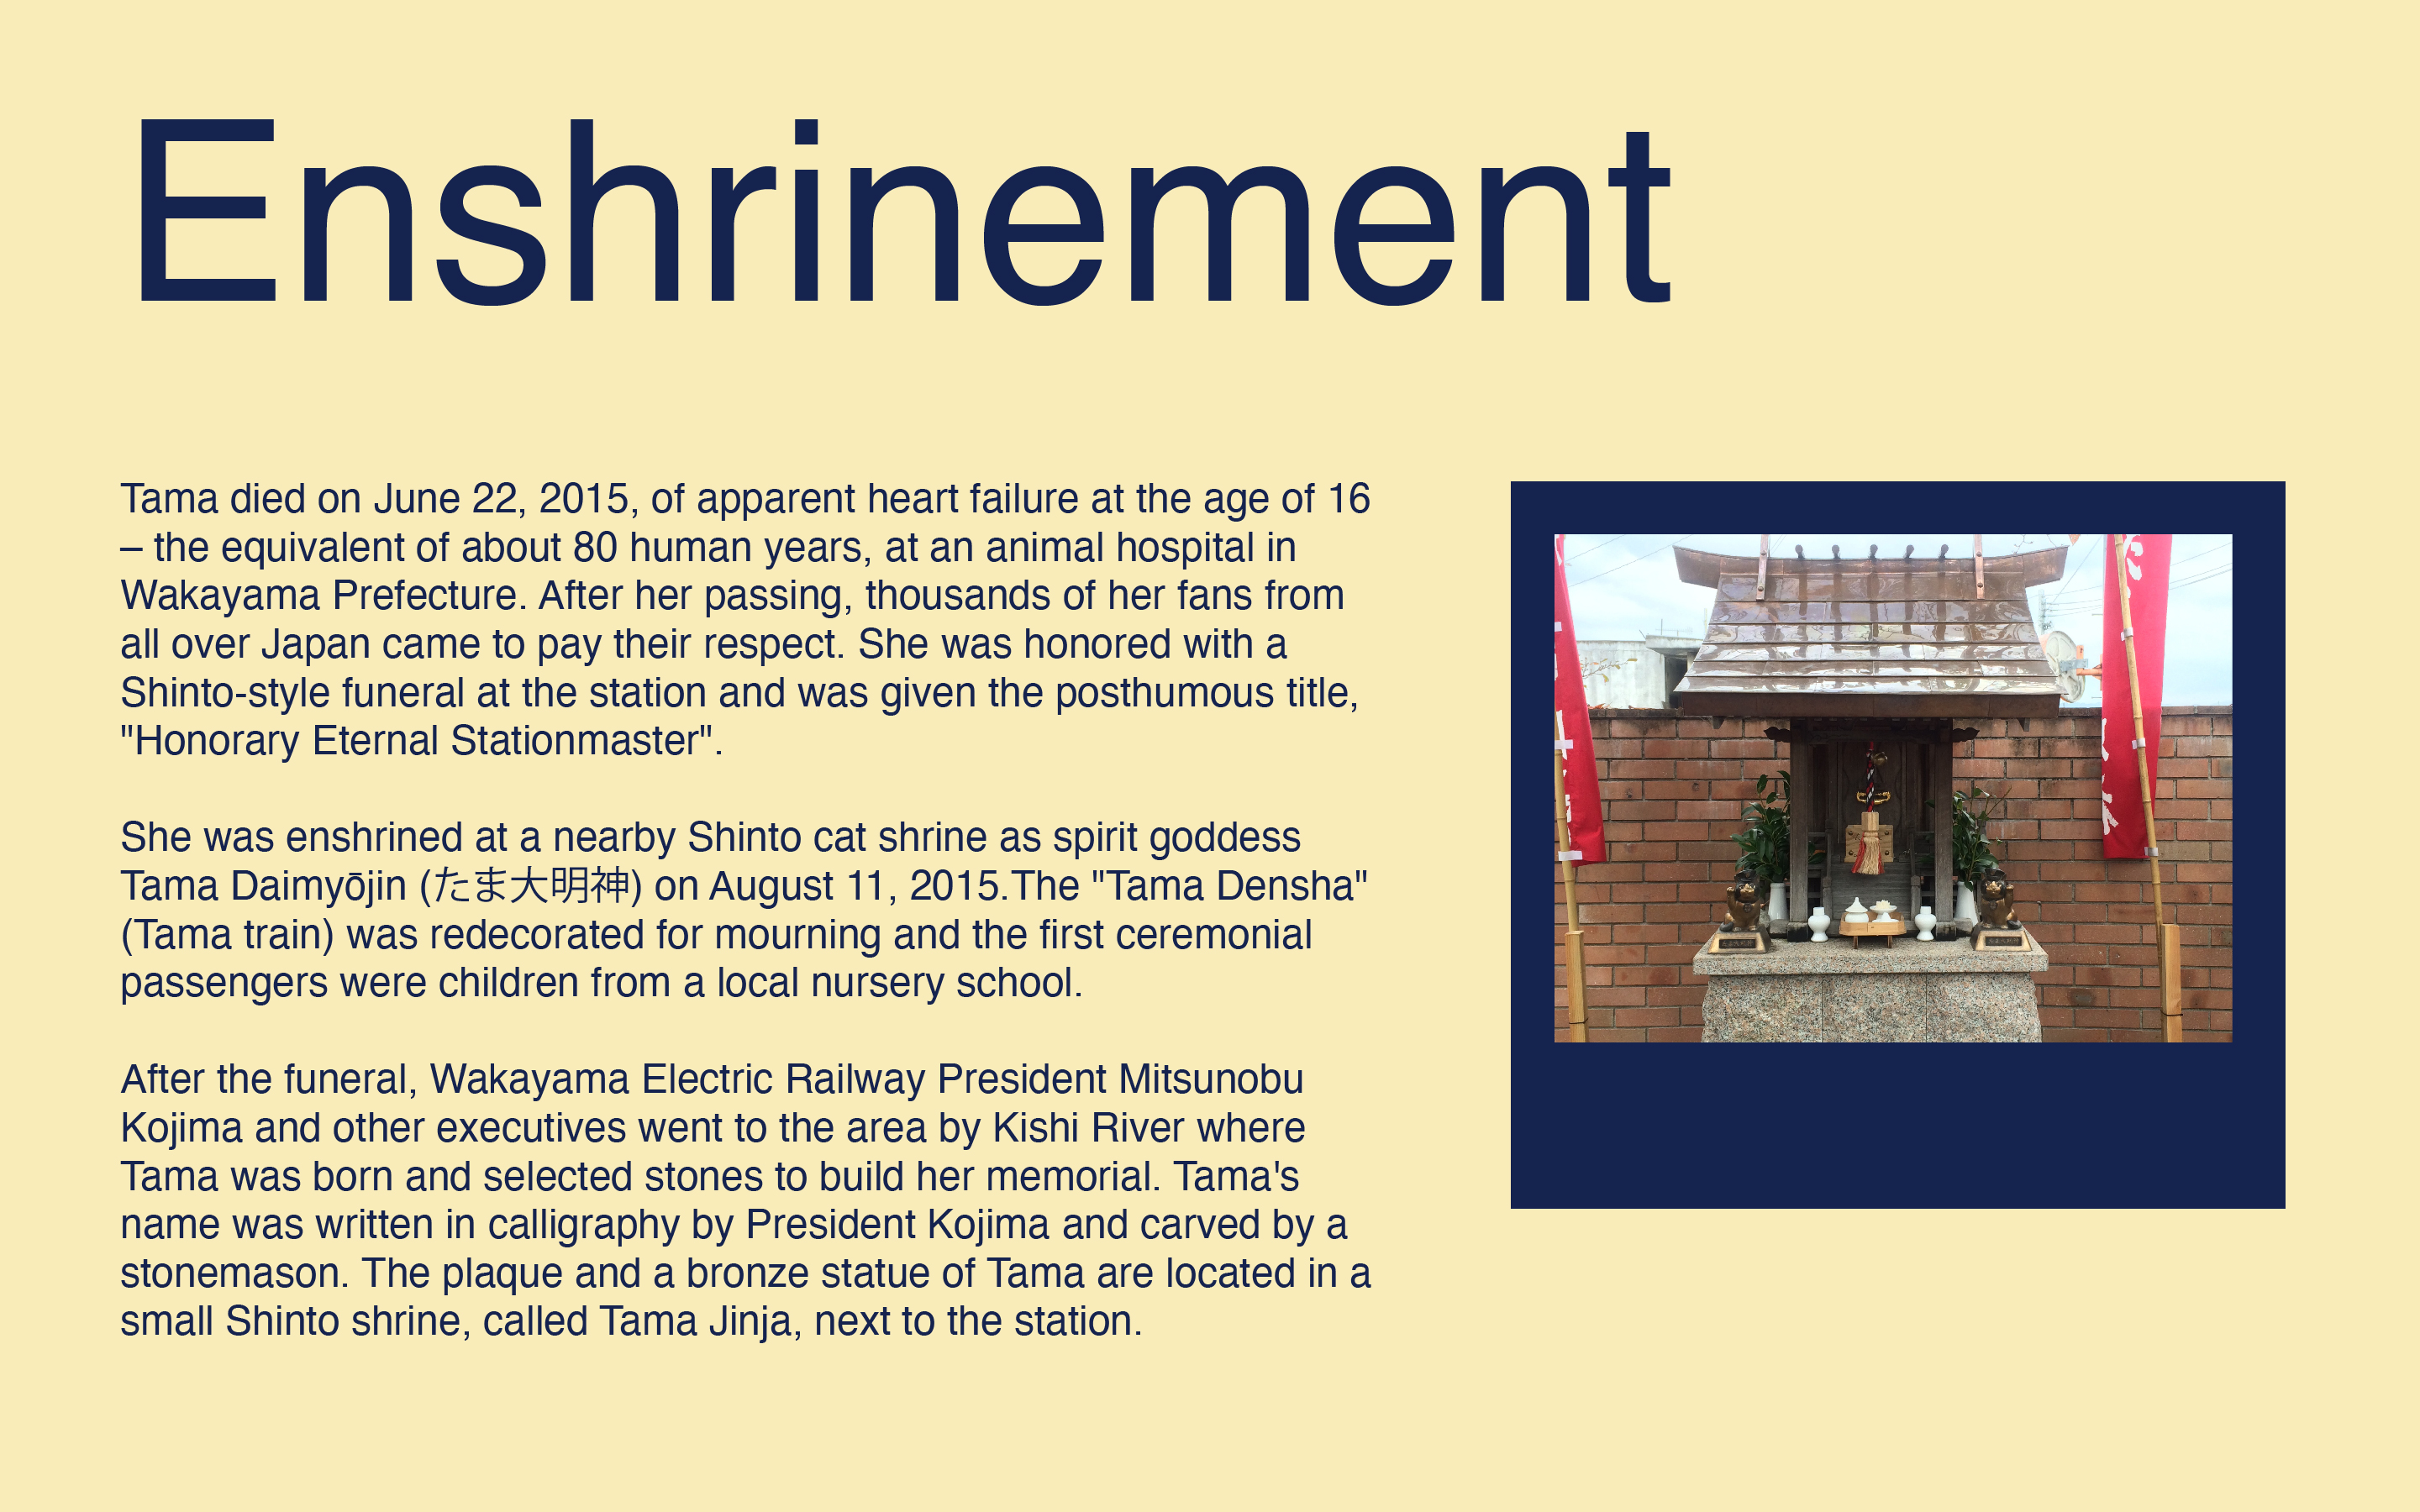 Enshrinement
Tama died on June 22, 2015, of apparent heart failure at the age of 16
– the equivalent of about 80 human years, at an animal hospital in
Wakayama Prefecture. After her passing, thousands of her fans from
all over Japan came to pay their respect. She was honored with a
Shinto-style funeral at the station and was given the posthumous title,
"Honorary Eternal Stationmaster".
She was enshrined at a nearby Shinto cat shrine as spirit goddess
Tama Daimyōjin (たま大明神) on August 11, 2015.The "Tama Densha"
(Tama train) was redecorated for mourning and the first ceremonial
passengers were children from a local nursery school.
After the funeral, Wakayama Electric Railway President Mitsunobu
Kojima and other executives went to the area by Kishi River where
Tama was born and selected stones to build her memorial. Tama's
name was written in calligraphy by President Kojima and carved by a
stonemason. The plaque and a bronze statue of Tama are located in a
small Shinto shrine, called Tama Jinja, next to the station.